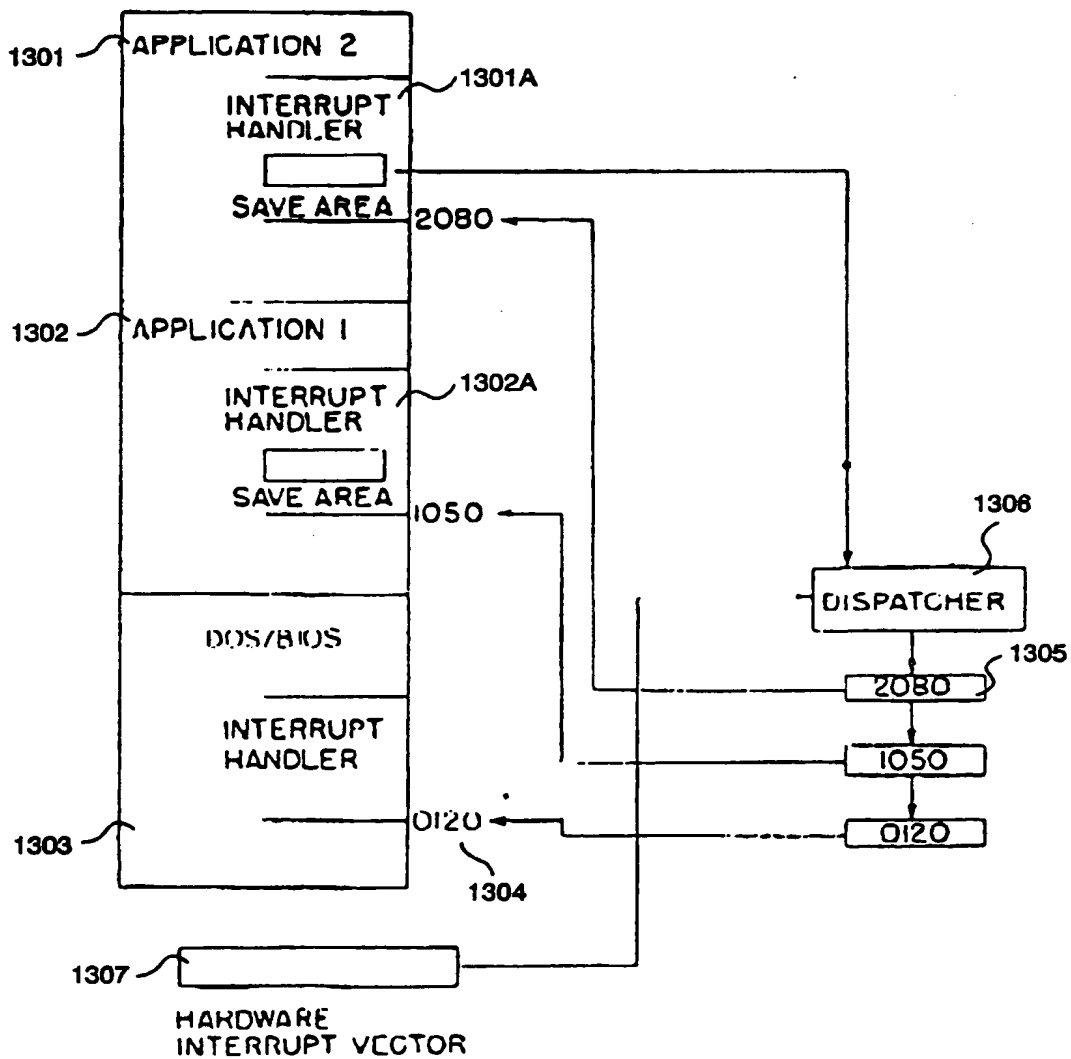 1301
APPLICATION 2
1301A
INTERRUPT
HANDLER
SAVE AREA
2080
1302
APPLICATION 1
1302A
INTERRUPT
HANDLER
SAVE AREA
1050
1306
DISPATCHER
DOS/BIOS
1305
2080
INTERRUPT
HANDLER
1050
0120
0120
1303
1304
1307
HARDWARE
INTERRUPT VECTOR